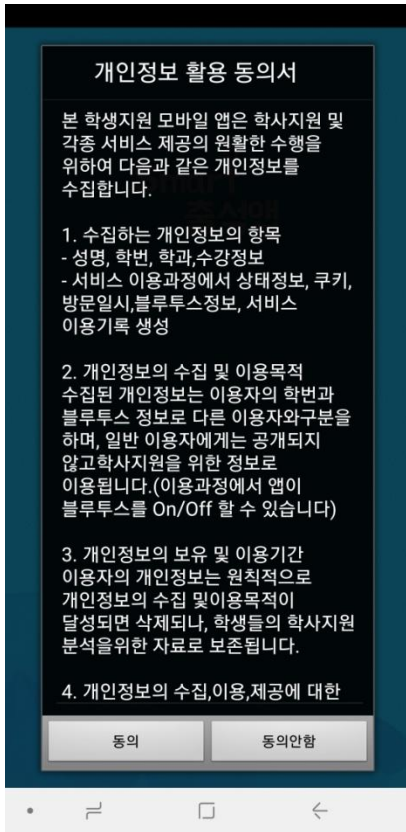 개인정보 활용 동의서
본 학생지원 모바일 앱은 학사지원 및
각종 서비스 제공의 원활한 수행을
위하여 다음과 같은 개인정보를
수집합니다.
1. 수집하는 개인정보의 항목
- 성명, 학번, 학과,수강정보
- 서비스 이용과정에서 상태정보, 쿠키,
방문일시,블루투스정보, 서비스
이용기록 생성
2. 개인정보의 수집 및 이용목적
수집된 개인정보는 이용자의 학번과
블루투스 정보로 다른 이용자와구분을
하며, 일반 이용자에게는 공개되지
않고학사지원을 위한 정보로
이용됩니다.(이용과정에서 앱이
블루투스를 On/Off 할 수 있습니다)
3. 개인정보의 보유 및 이용기간
이용자의 개인정보는 원칙적으로
개인정보의 수집 및이용목적이
달성되면 삭제되나, 학생들의 학사지원
분석을위한 자료로 보존됩니다.
4. 개인정보의 수집,이용,제공에 대한
동의
동의안함